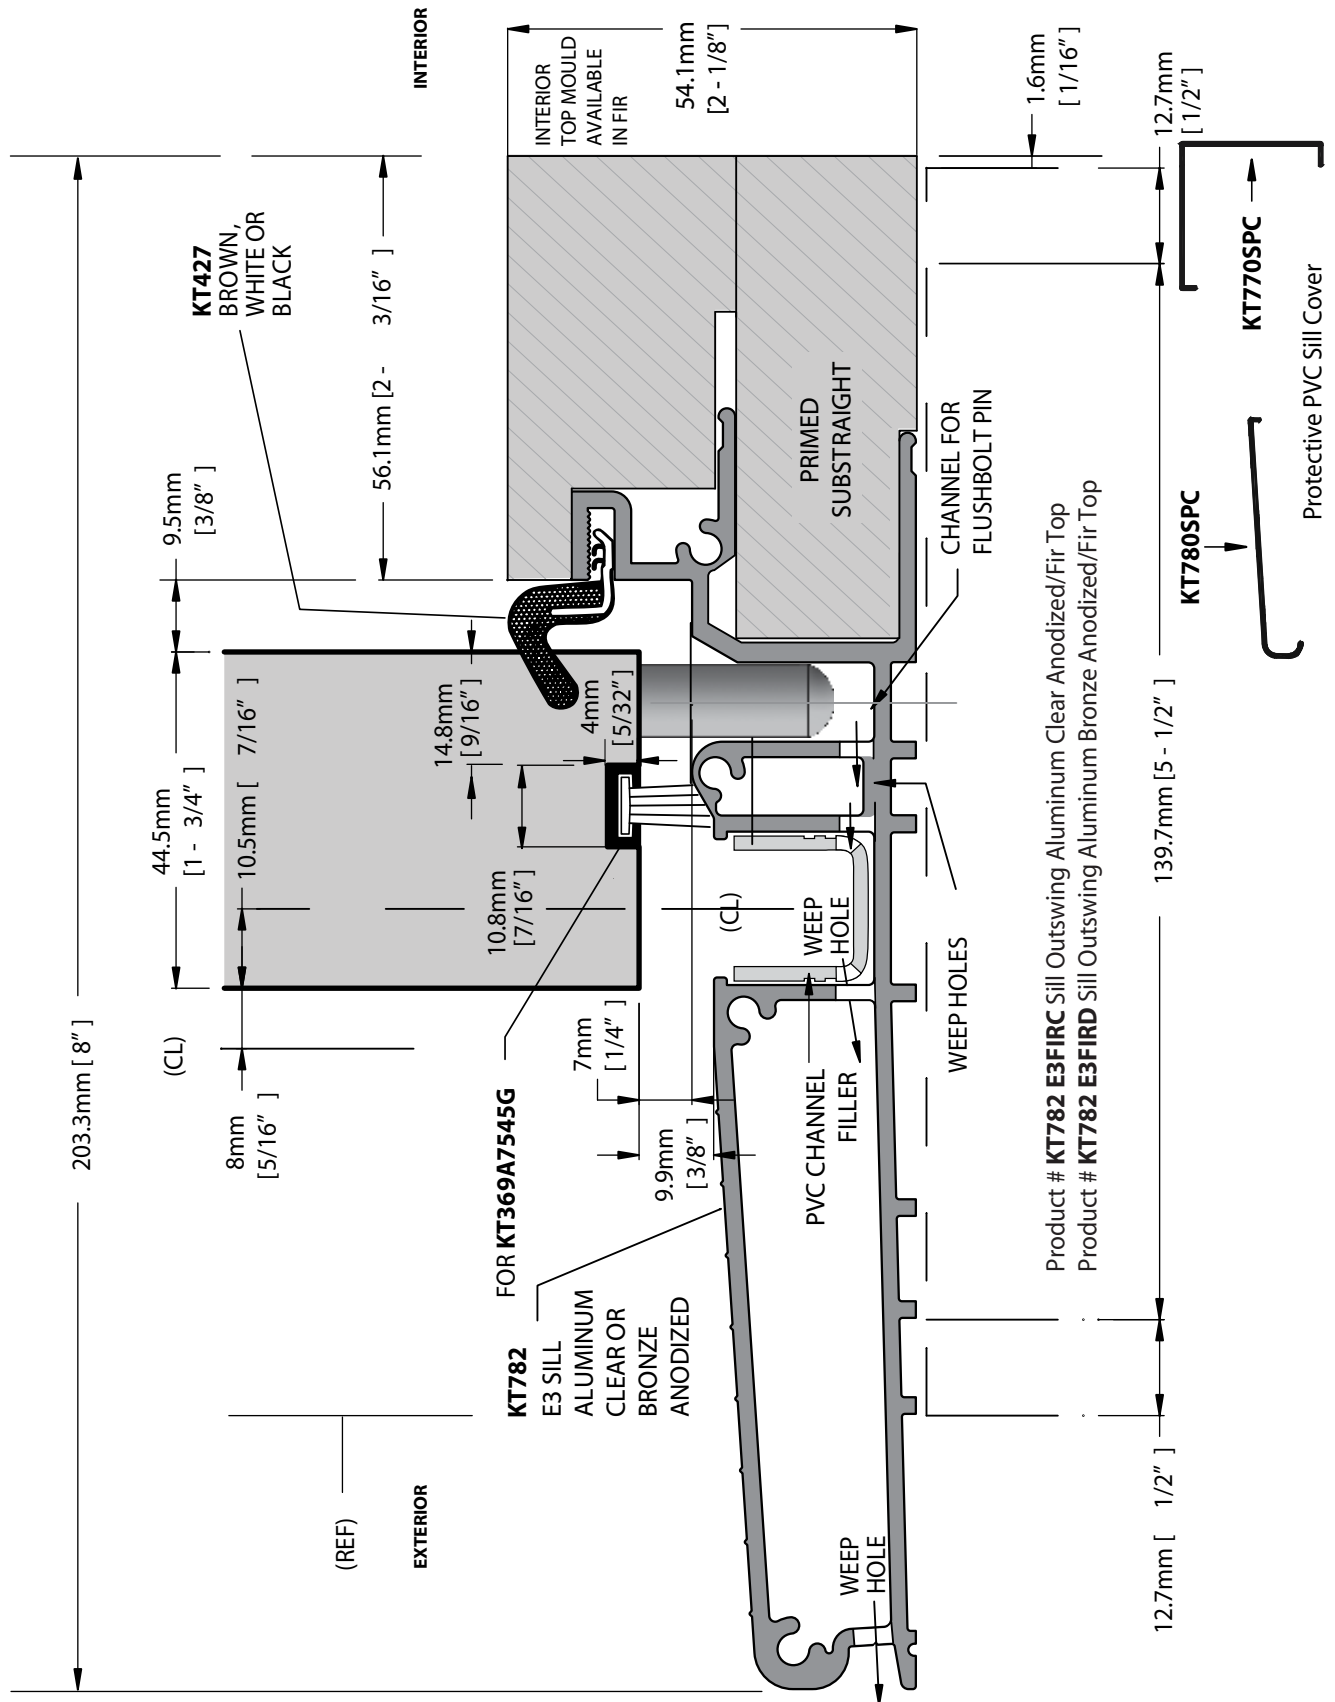 INTERIOR
EXTERIOR
(REF)
203.3mm [ 8" ]
44.5mm
[1 - 3/4" ]
9.5mm
[3/8" ]
56.1mm [2 - 3/16" ]
KT427
BROWN,
WHITE OR
BLACK
(CL)
8mm
[5/16" ]
10.5mm [ 7/16" ]
14.8mm
[ 9/16" ]
4mm
[ 5/32" ]
10.8mm
[7/16" ]
7mm
[1/4" ]
9.9mm
[ 3/8" ]
FOR KT369A7545G
KT782
E3 SILL
ALUMINUM
CLEAR OR
BRONZE
ANODIZED
INTERIOR
TOP MOULD
AVAILABLE
IN FIR
54.1mm
[2 - 1/8" ]
PRIMED
SUBSTRAIGHT
(CL)
WEEP
HOLE
PVC CHANNEL
FILLER
WEEP
HOLE
WEEP HOLES
CHANNEL FOR
FLUSHBOLT PIN
1.6mm
[ 1/16" ]
12.7mm
[ 1/2" ]
139.7mm [5 - 1/2" ]
12.7mm [ 1/2" ]
Product # KT782 E3FIRC Sill Outswing Aluminum Clear Anodized/Fir Top
Product # KT782 E3FIRD Sill Outswing Aluminum Bronze Anodized/Fir Top
KT780SPC
KT770SPC
Protective PVC Sill Cover